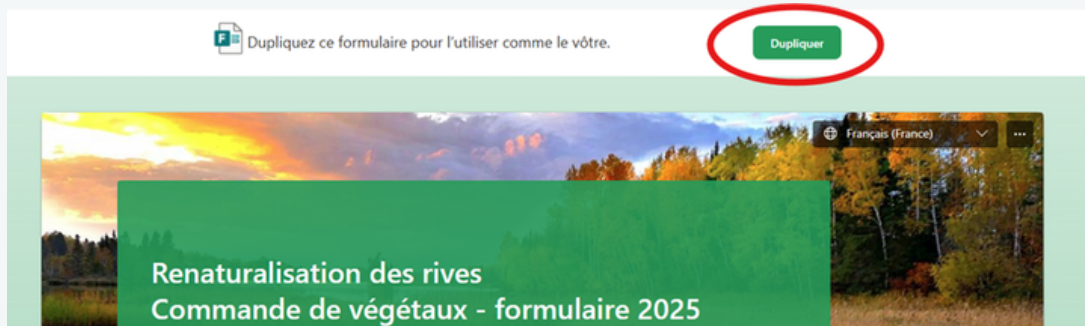 Dupliquez ce formulaire pour l'utiliser comme le vôtre.
Dupliquer
Français (France)
Renaturalisation des rives
Commande de végétaux - formulaire 2025